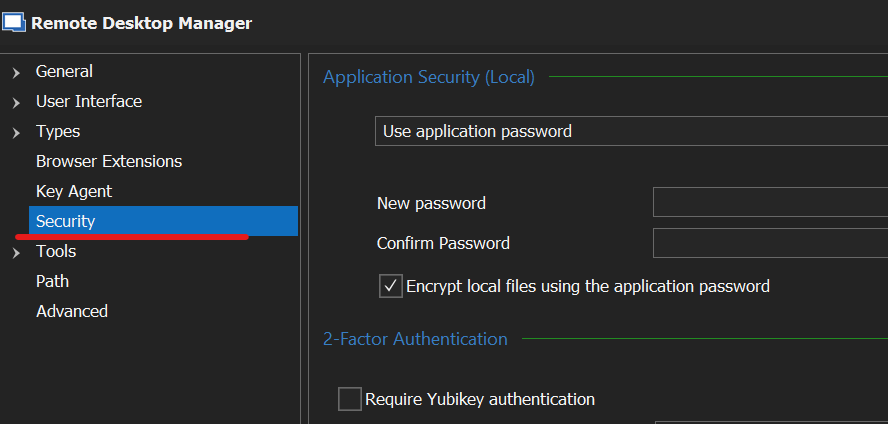 Remote Desktop Manager
General
User Interface
Types
Browser Extensions
Key Agent
Security
Tools
Path
Advanced
Application Security (Local)
Use application password
New password
Confirm Password
Encrypt local files using the application password
2-Factor Authentication
Require Yubikey authentication